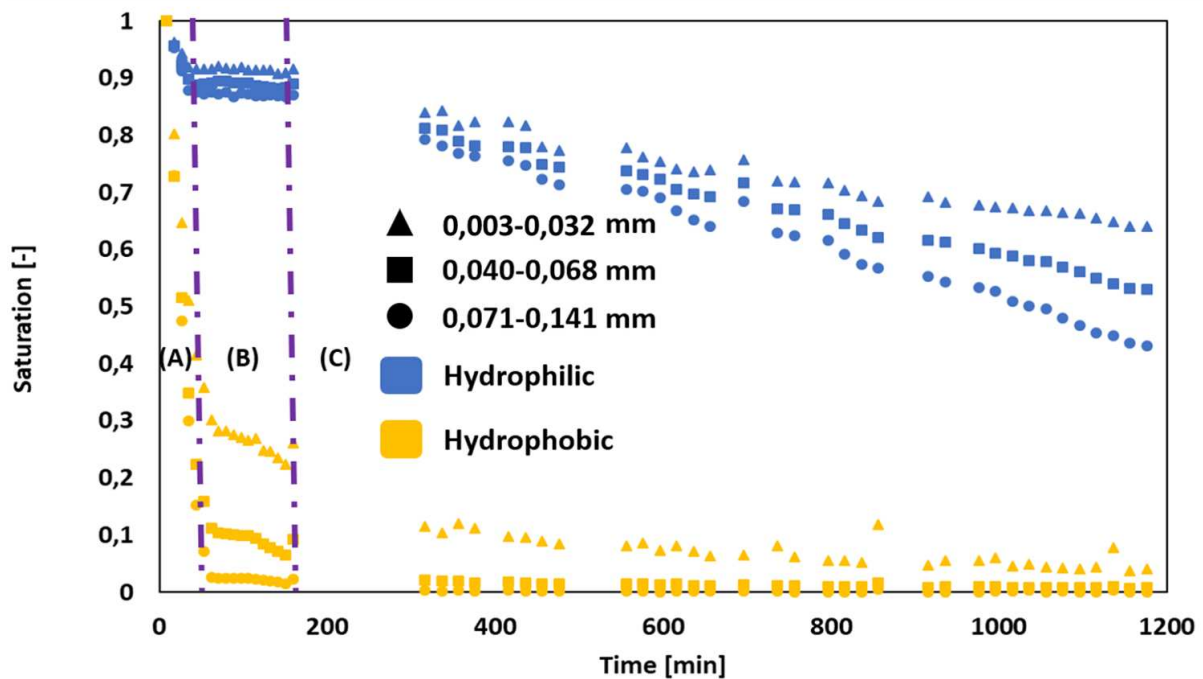 1
0,9
0,8
0,7
0,6
0,5
0,4
0,3
0,2
0,1
0
Saturation [-]
0,003-0,032 mm
0,040-0,068 mm
0,071-0,141 mm
(A)
(B)
(C)
Hydrophilic
Hydrophobic
0 200 400 600 800 1000 1200
Time [min]